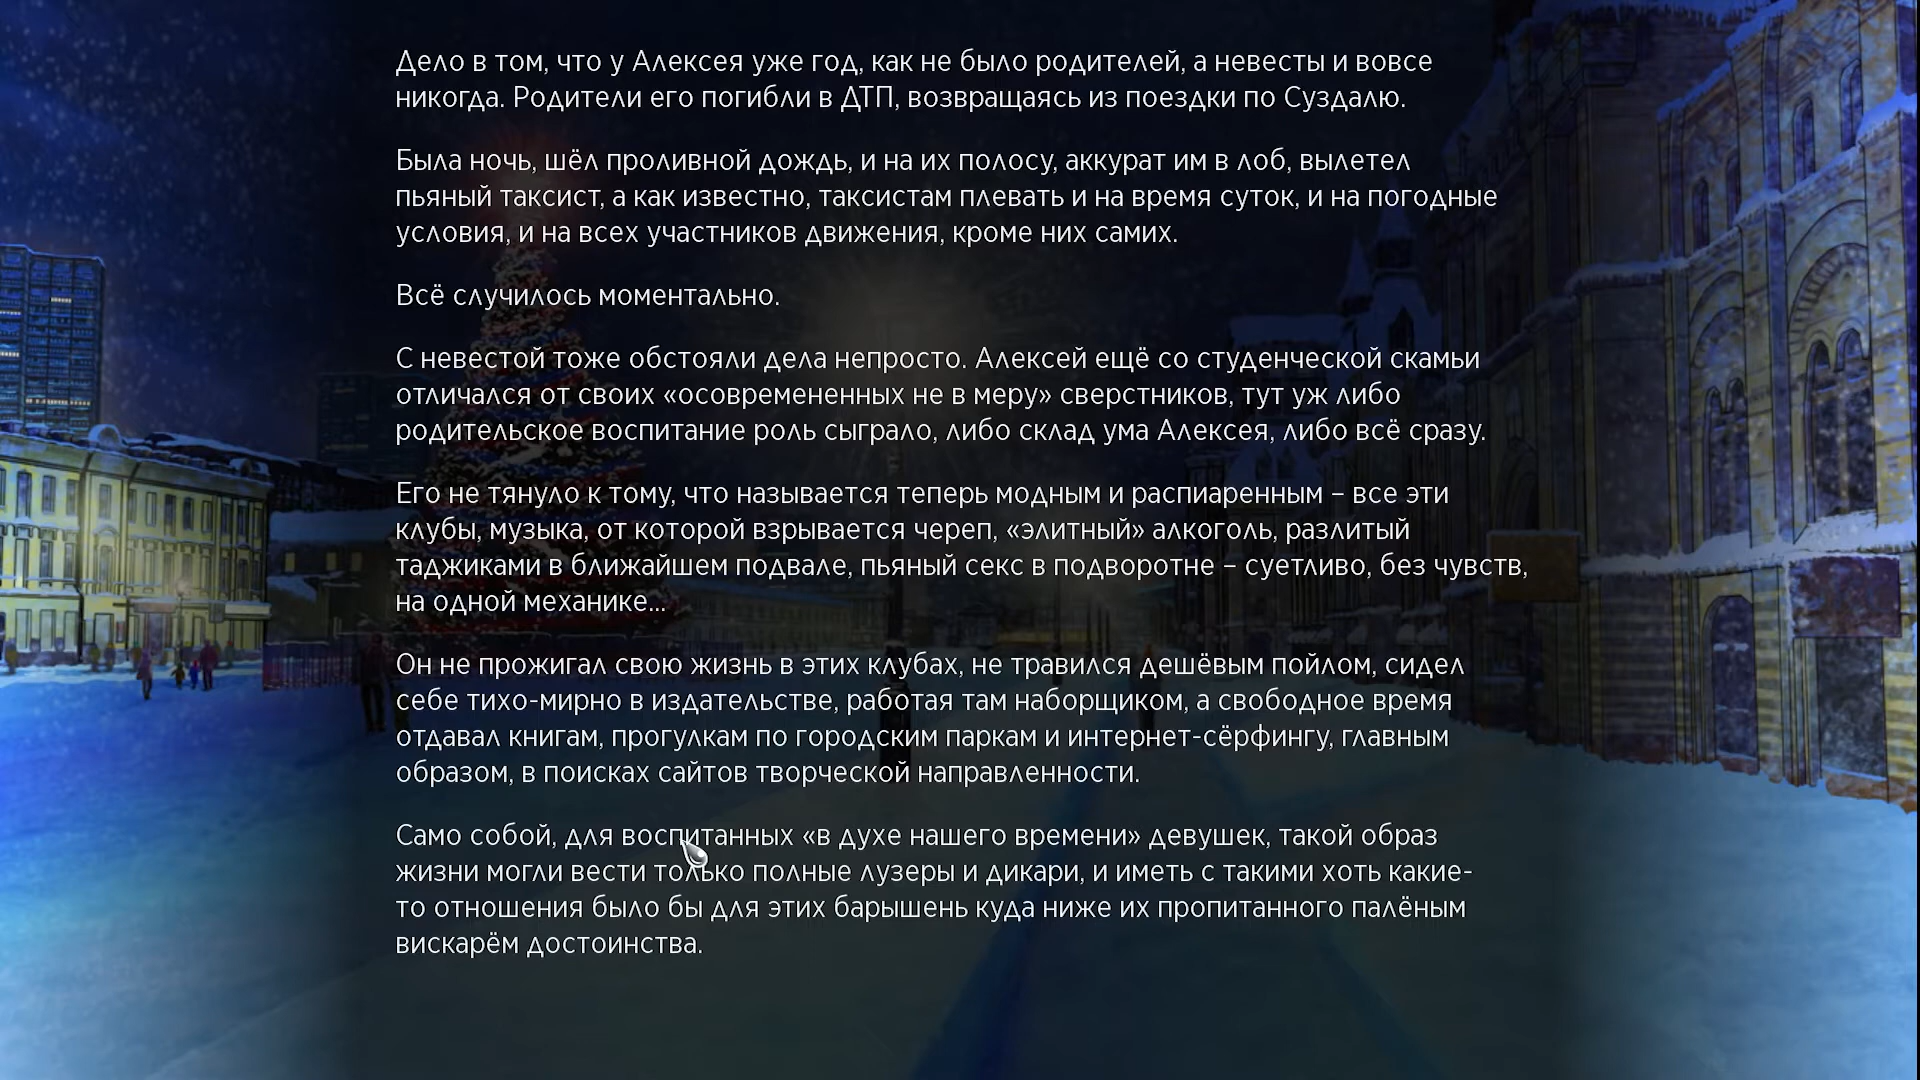 Дело в том, что у Алексея уже год, как не было родителей, а невесты и вовсе
никогда. Родители его погибли в ДТП, возвращаясь из поездки по Суздалю.
Была ночь, шёл проливной дождь, и на их полосу, аккурат им в лоб, вылетел
пьяный таксист, а как известно, таксистам плевать и на время суток, и на погодные
условия, и на всех участников движения, кроме них самих.
Всё случилось моментально.
С невестой тоже обстояли дела непросто. Алексей ещё со студенческой скамьи
отличался от своих «осовремененных не в меру» сверстников, тут уж либо
родительское воспитание роль сыграло, либо склад ума Алексея, либо всё сразу.
Его не тянуло к тому, что называется теперь модным и распиаренным – все эти
клубы, музыка, от которой взрывается череп, «элитный» алкоголь, разлитый
таджиками в ближайшем подвале, пьяный секс в подворотне – суетливо, без чувств,
на одной механике...
Он не прожигал свою жизнь в этих клубах, не травился дешёвым пойлом, сидел
себе тихо-мирно в издательстве, работая там наборщиком, а свободное время
отдавал книгам, прогулкам по городским паркам и интернет-сёрфингу, главным
образом, в поисках сайтов творческой направленности.
Само собой, для воспитанных «в духе нашего времени» девушек, такой образ
жизни могли вести только полные лузеры и дикари, и иметь с такими хоть какие-
то отношения было бы для этих барышень куда ниже их пропитанного палёным
вискарём достоинства.